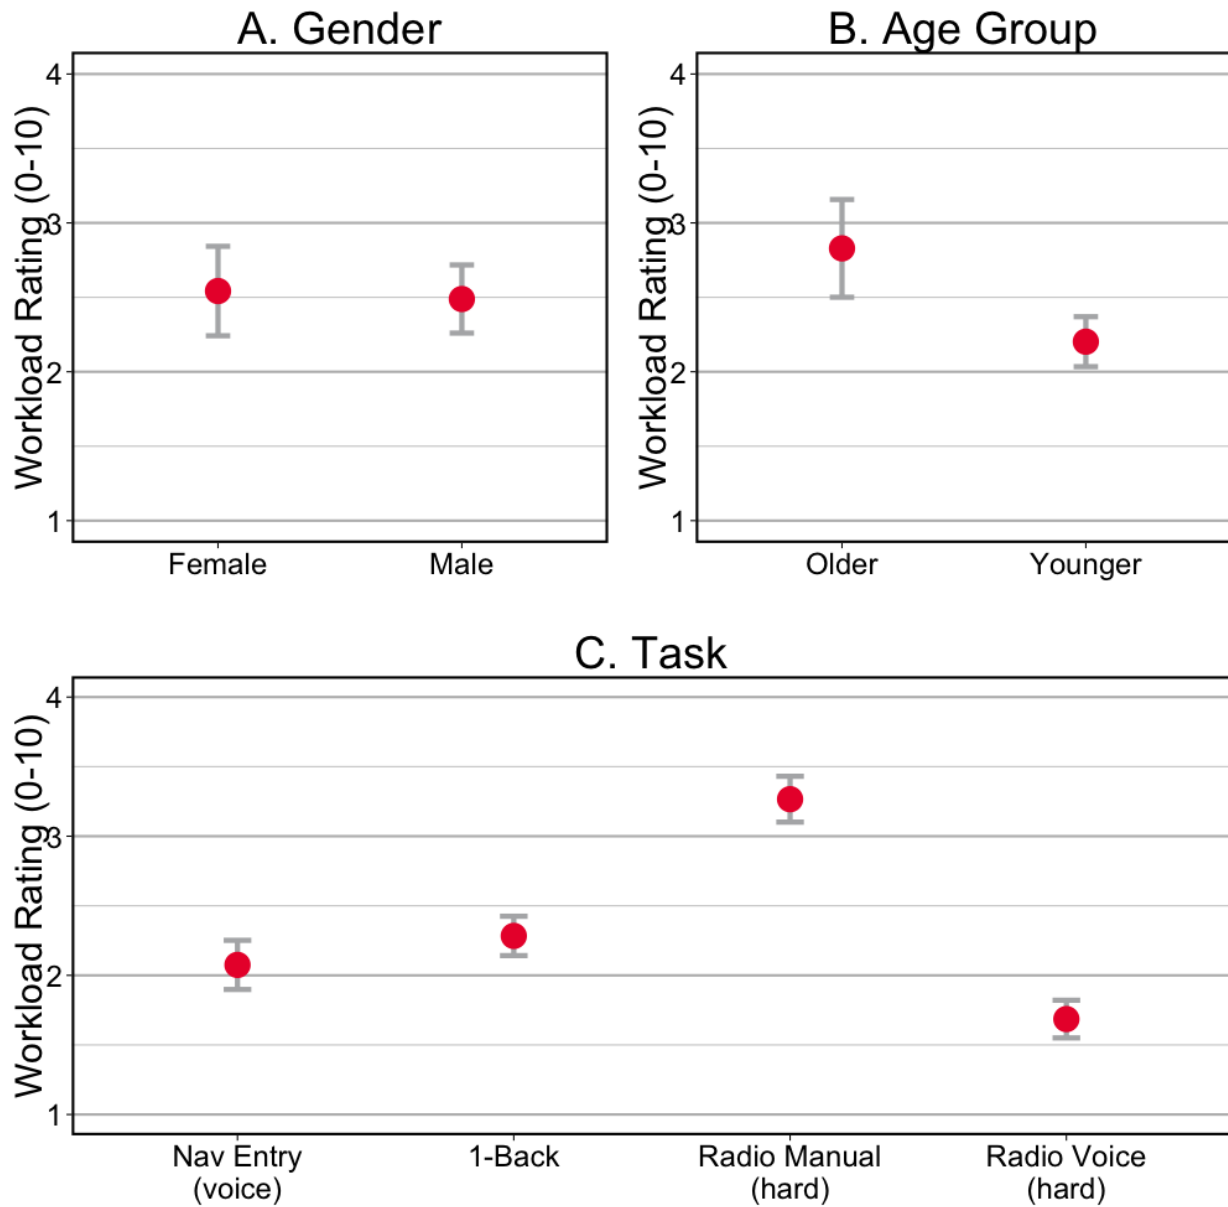 A. Gender
Workload Rating (0-10)
4
3
2
1
Female Male
B. Age Group
Workload Rating (0-10)
4
3
2
1
Older Younger
C. Task
Workload Rating (0-10)
4
3
2
1
Nav Entry (voice)
1-Back
Radio Manual (hard)
Radio Voice (hard)